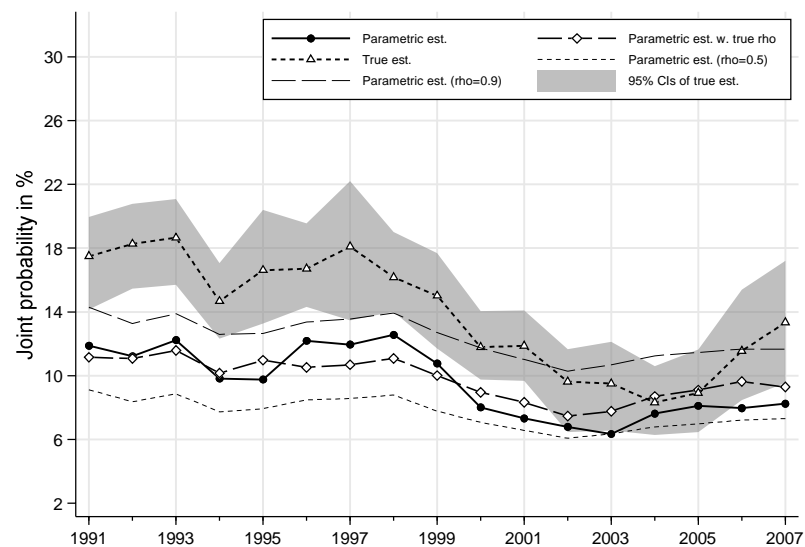 Parametric est.
Parametric est. w. true rho
True est.
Parametric est. (rho=0.5)
Parametric est. (rho=0.9)
95% CIs of true est.
Joint probability in %
30
26
22
18
14
10
6
2
1991 1993 1995 1997 1999 2001 2003 2005 2007